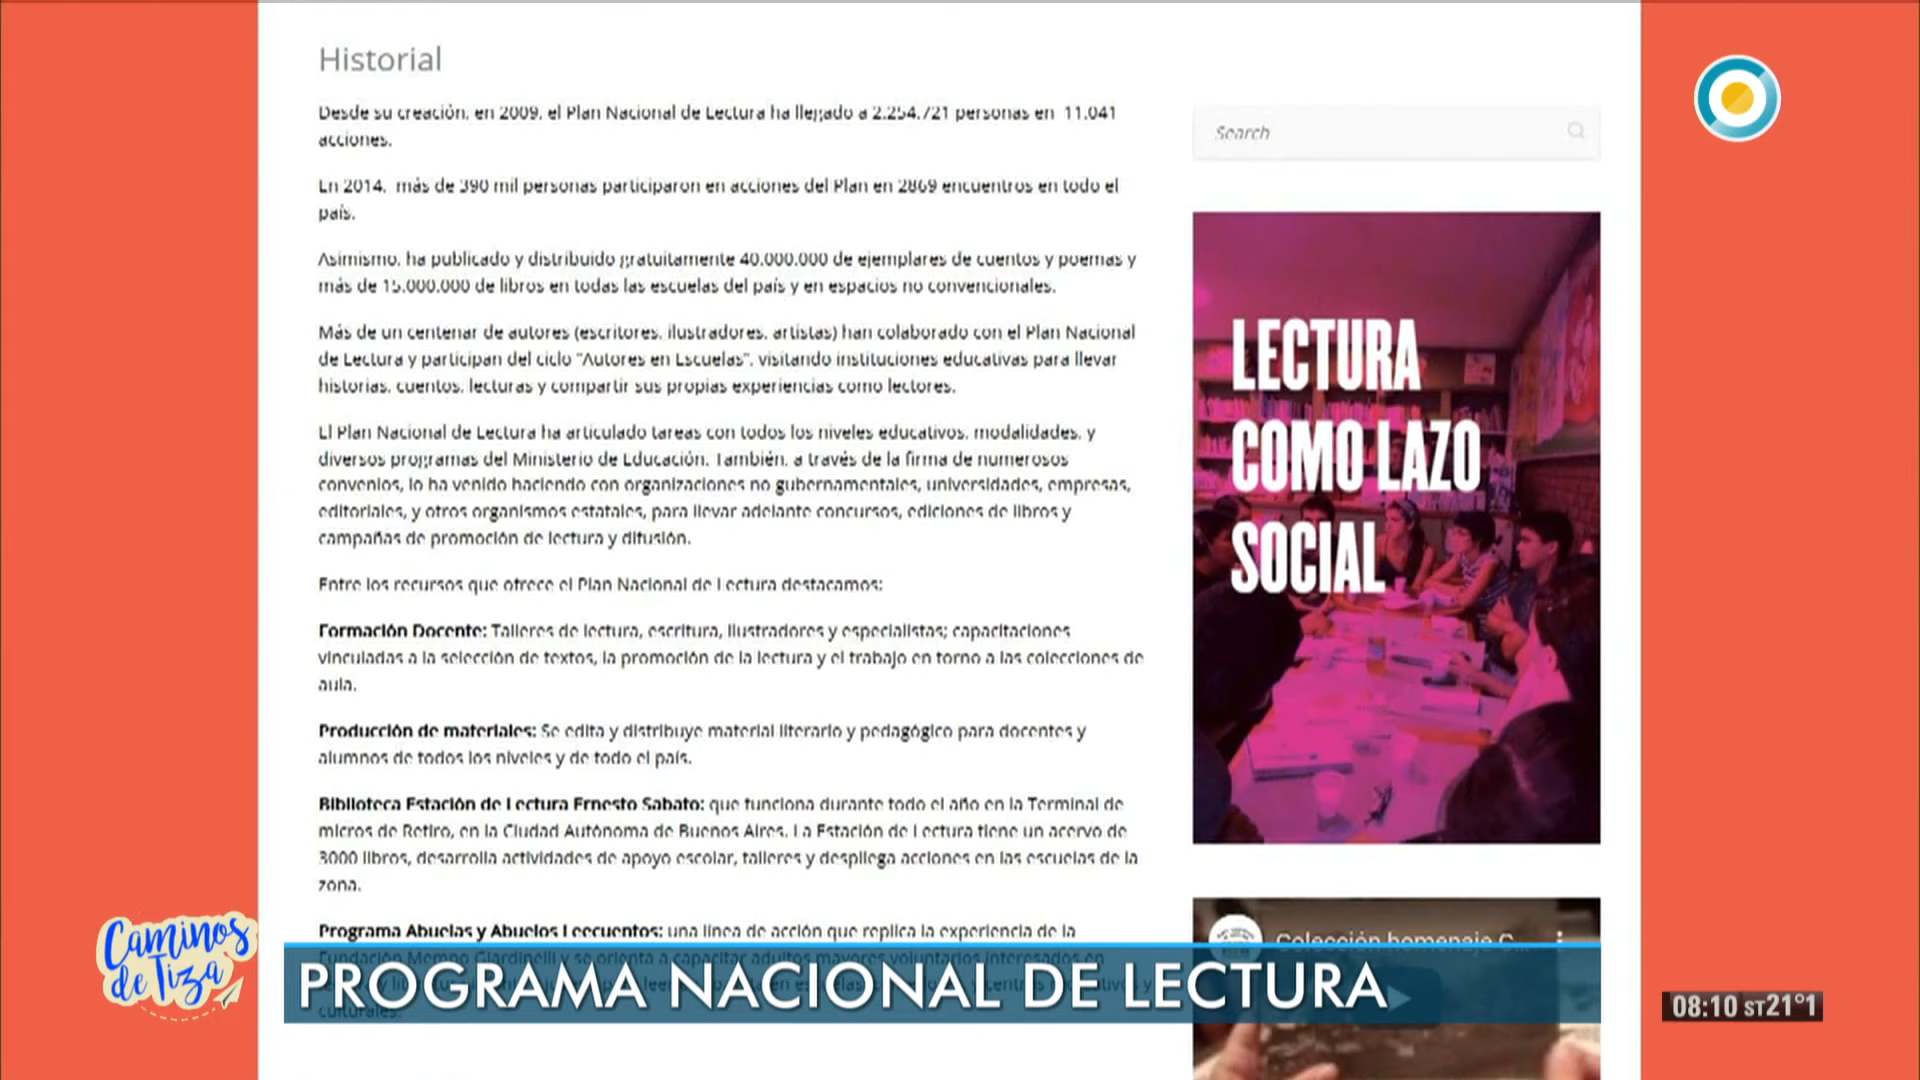 Historial
Desde su creación, en 2009, el Plan Nacional de Lectura ha llegado a 2.254.721 personas en 11.041
acciones.
En 2014, más de 390 mil personas participaron en acciones del Plan en 2869 encuentros en todo el
país.
Asimismo, ha publicado y distribuido gratuitamente 40.000.000 de ejemplares de cuentos y poemas y
más de 15.000.000 de libros en todas las escuelas del país y en espacios no convencionales.
Más de un centenar de autores (escritores, ilustradores, artistas) han colaborado con el Plan Nacional
de Lectura y participan del ciclo "Autores en Escuelas", visitando instituciones educativas para llevar
historias, cuentos, lecturas y compartir sus propias experiencias como lectores.
El Plan Nacional de Lectura ha articulado tareas con todos los niveles educativos, modalidades, y
diversos programas del Ministerio de Educación. También, a través de la firma de numerosos
convenios, lo ha venido haciendo con organizaciones no gubernamentales, universidades, empresas,
editoriales, y otros organismos estatales, para llevar adelante concursos, ediciones de libros y
campañas de promoción de lectura y difusión.
Entre los recursos que ofrece el Plan Nacional de Lectura destacamos:
Formación Docente: Talleres de lectura, escritura, ilustradores y especialistas; capacitaciones
vinculadas a la selección de textos, la promoción de la lectura y el trabajo en torno a las colecciones de
aula.
Producción de materiales: Se edita y distribuye material literario y pedagógico para docentes y
alumnos de todos los niveles y de todo el país.
Biblioteca Estación de Lectura Ernesto Sabato: que funciona durante todo el año en la Terminal de
micros de Retiro, en la Ciudad Autónoma de Buenos Aires. La Estación de Lectura tiene un acervo de
3000 libros, desarrolla actividades de apoyo escolar, talleres y despliega acciones en las escuelas de la
zona.
Programa Abuelas y Abuelos Leecuentos: una línea de acción que replica la experiencia de la
Fundación Mempo Giardinelli y se orienta a capacitar adultos mayores voluntarios interesados en
culturales.
Search
LECTURA
COMO LAZO
SOCIAL
Colección homenaje C...
Caminos
de Tiza
PROGRAMA NACIONAL DE LECTURA
08:10 ST21°1